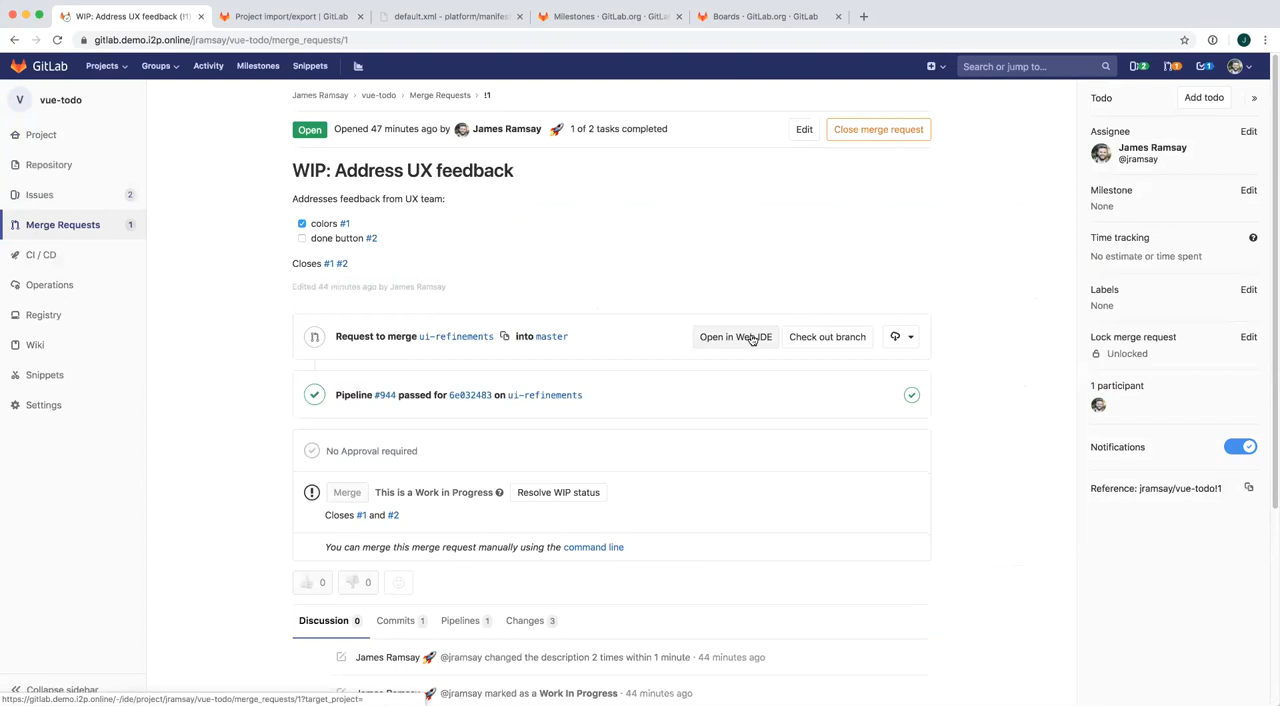 WIP: Address UX feedback (!1)
Project import/export | GitLab
default.xml - platform/manifes
Milestones · GitLab.org · GitLa
Boards · GitLab.org · GitLab
gitlab.demo.i2p.online/jramsay/vue-todo/merge_requests/1
J
GitLab
Projects
Groups
Activity
Milestones
Snippets
Search or jump to...
2
1
1
V
vue-todo
Project
Repository
Issues 2
Merge Requests 1
CI / CD
Operations
Registry
Wiki
Snippets
Settings
Collapse sidebar
James Ramsay > vue-todo > Merge Requests > !1
Open
Opened 47 minutes ago by James Ramsay 🚀 1 of 2 tasks completed
Edit
Close merge request
WIP: Address UX feedback
Addresses feedback from UX team:
colors #1
done button #2
Closes #1 #2
Edited 44 minutes ago by James Ramsay
Request to merge ui-refinements into master
Open in Web IDE
Check out branch
Pipeline #944 passed for 6e032483 on ui-refinements
No Approval required
Merge
This is a Work in Progress
Resolve WIP status
Closes #1 and #2
You can merge this merge request manually using the command line
0
0
Discussion 0
Commits 1
Pipelines 1
Changes 3
James Ramsay 🚀 @jramsay changed the description 2 times within 1 minute · 44 minutes ago
James Ramsay 🚀 @jramsay marked as a Work In Progress · 44 minutes ago
Todo
Add todo
»
Assignee
Edit
James Ramsay
@jramsay
Milestone
Edit
None
Time tracking
No estimate or time spent
Labels
Edit
None
Lock merge request
Edit
Unlocked
1 participant
Notifications
Reference: jramsay/vue-todo!1
https://gitlab.demo.i2p.online/-/ide/project/jramsay/vue-todo/merge_requests/1?target_project=